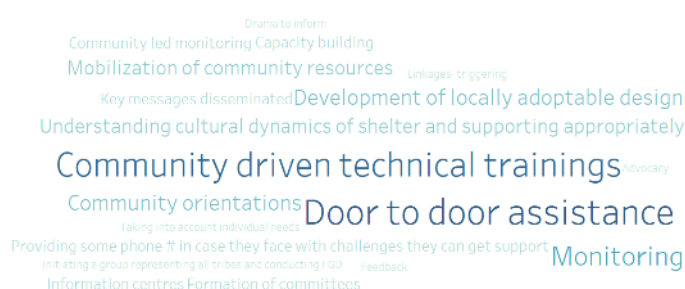 Drama to inform
Community led monitoring Capacity building
Mobilization of community resources Linkages- triggering
Key messages disseminated Development of locally adoptable design
Understanding cultural dynamics of shelter and supporting appropriately
Community driven technical trainings Advocacy
Community orientations Door to door assistance
Taking into account individual needs
Providing some phone # in case they face with challenges they can get support Monitoring
Initiating a group representing all tribes and conducting FGD Feedback
Information centres Formation of committees